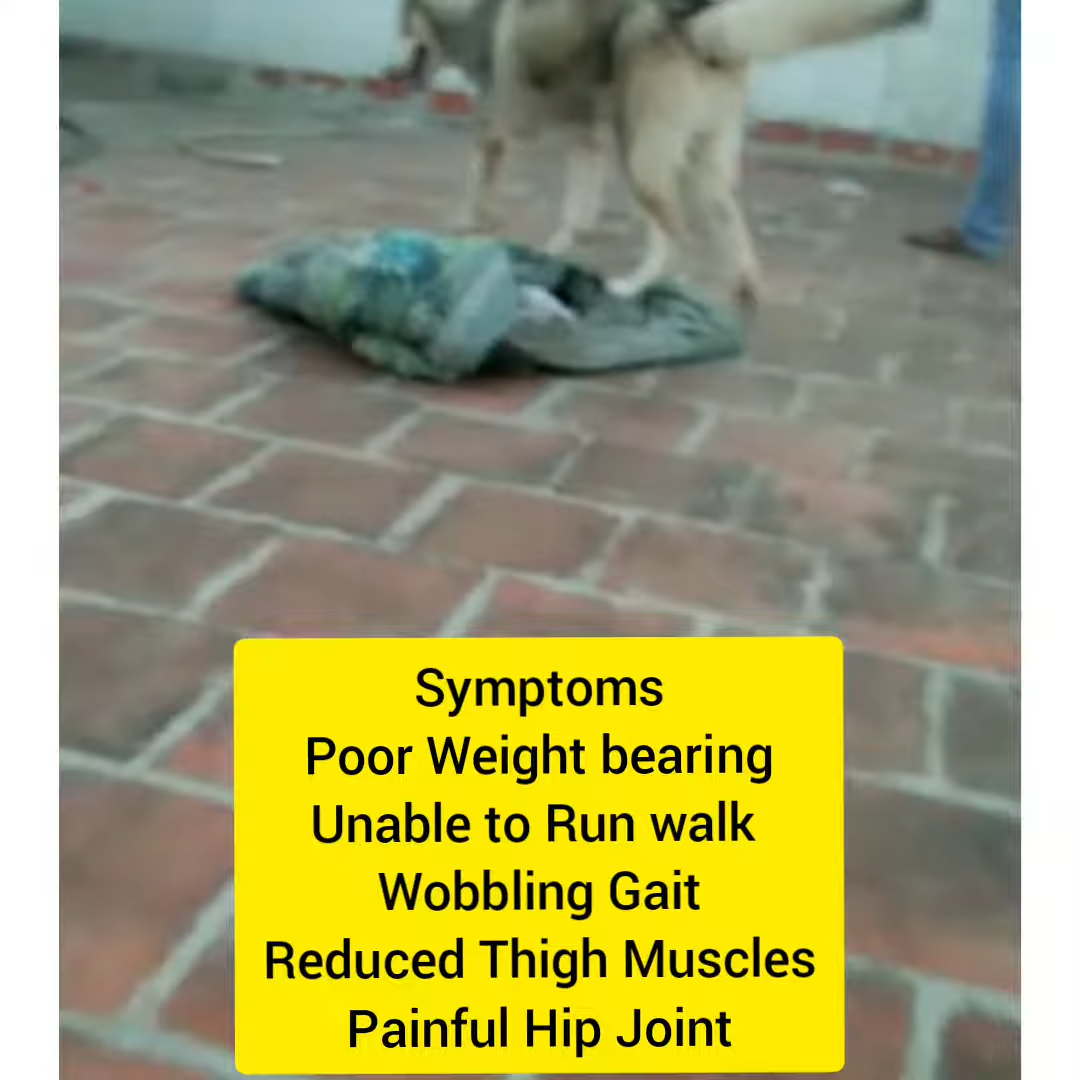 Symptoms
Poor Weight bearing
Unable to Run walk
Wobbling Gait
Reduced Thigh Muscles
Painful Hip Joint